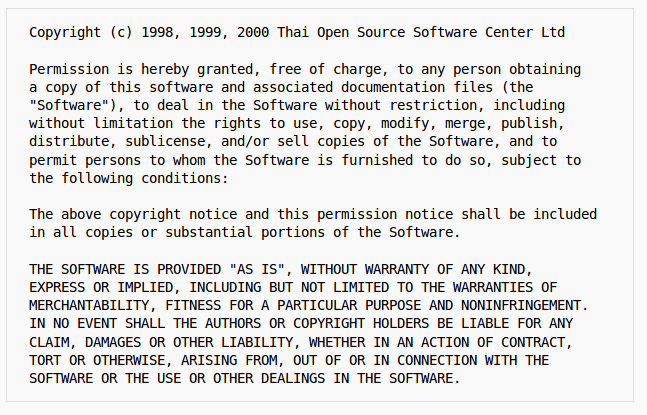 Copyright (c) 1998, 1999, 2000 Thai Open Source Software Center Ltd

Permission is hereby granted, free of charge, to any person obtaining
a copy of this software and associated documentation files (the
"Software"), to deal in the Software without restriction, including
without limitation the rights to use, copy, modify, merge, publish,
distribute, sublicense, and/or sell copies of the Software, and to
permit persons to whom the Software is furnished to do so, subject to
the following conditions:

The above copyright notice and this permission notice shall be included
in all copies or substantial portions of the Software.

THE SOFTWARE IS PROVIDED "AS IS", WITHOUT WARRANTY OF ANY KIND,
EXPRESS OR IMPLIED, INCLUDING BUT NOT LIMITED TO THE WARRANTIES OF
MERCHANTABILITY, FITNESS FOR A PARTICULAR PURPOSE AND NONINFRINGEMENT.
IN NO EVENT SHALL THE AUTHORS OR COPYRIGHT HOLDERS BE LIABLE FOR ANY
CLAIM, DAMAGES OR OTHER LIABILITY, WHETHER IN AN ACTION OF CONTRACT,
TORT OR OTHERWISE, ARISING FROM, OUT OF OR IN CONNECTION WITH THE
SOFTWARE OR THE USE OR OTHER DEALINGS IN THE SOFTWARE.